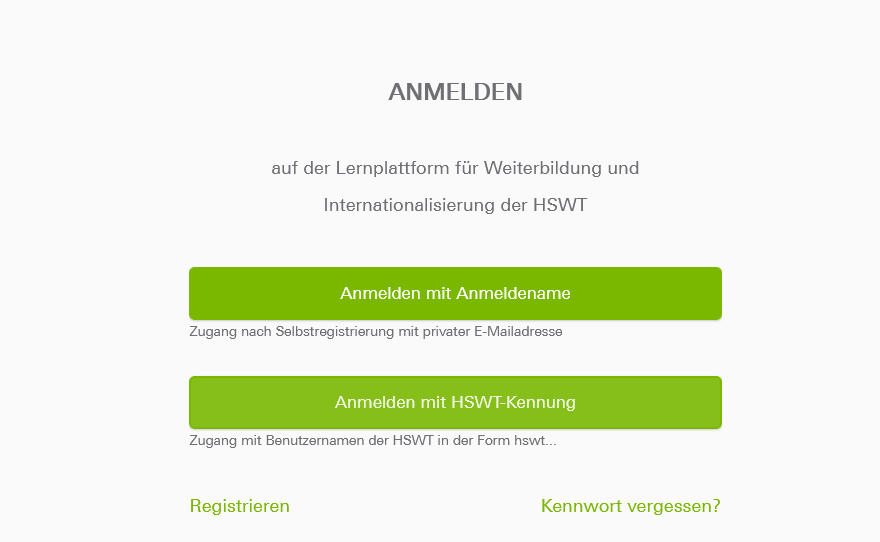 ANMELDEN
auf der Lernplattform für Weiterbildung und
Internationalisierung der HSWT
Anmelden mit Anmeldename
Zugang nach Selbstregistrierung mit privater E-Mailadresse
Anmelden mit HSWT-Kennung
Zugang mit Benutzernamen der HSWT in der Form hswt...
Registrieren Kennwort vergessen?